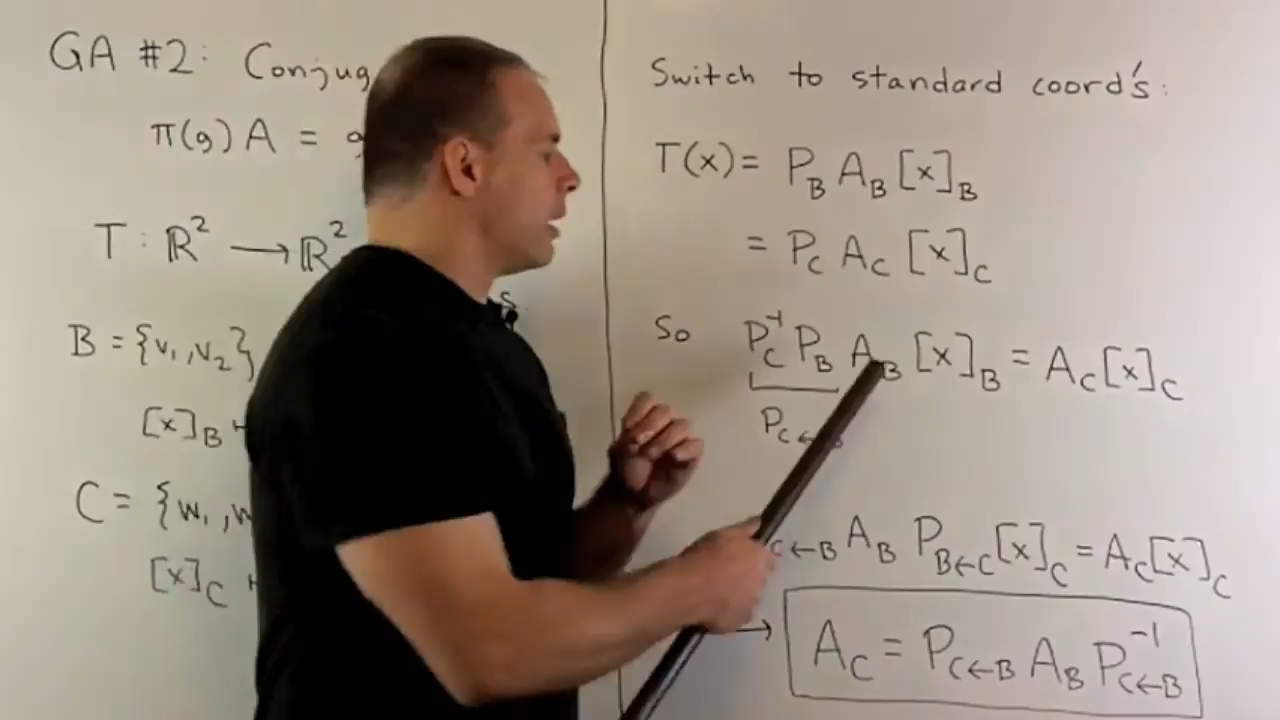 GA #2: Conjug
π(g) A =
T : ℝ² → ℝ²
B = {v₁, v₂}
[x]_B
C = {w₁, w
[x]_C
Switch to standard coord's:
T(x) = P_B A_B [x]_B
= P_C A_C [x]_C
So P_C⁻¹ P_B A_B [x]_B = A_C [x]_C
P_C←
C←B A_B P_B←C [x]_C = A_C [x]_C
→ A_C = P_C←B A_B P_C←B⁻¹